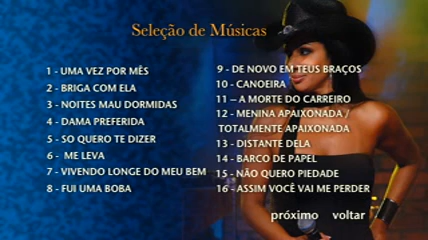 Seleção de Músicas
1 - UMA VEZ POR MÊS
2 - BRIGA COM ELA
3 - NOITES MAU DORMIDAS
4 - DAMA PREFERIDA
5 - SO QUERO TE DIZER
6 - ME LEVA
7 - VIVENDO LONGE DO MEU BEM
8 - FUI UMA BOBA
9 - DE NOVO EM TEUS BRAÇOS
10 - CANOEIRA
11 – A MORTE DO CARREIRO
12 - MENINA APAIXONADA /
TOTALMENTE APAIXONADA
13 - DISTANTE DELA
14 - BARCO DE PAPEL
15 - NÃO QUERO PIEDADE
16 - ASSIM VOCÊ VAI ME PERDER
próximo voltar